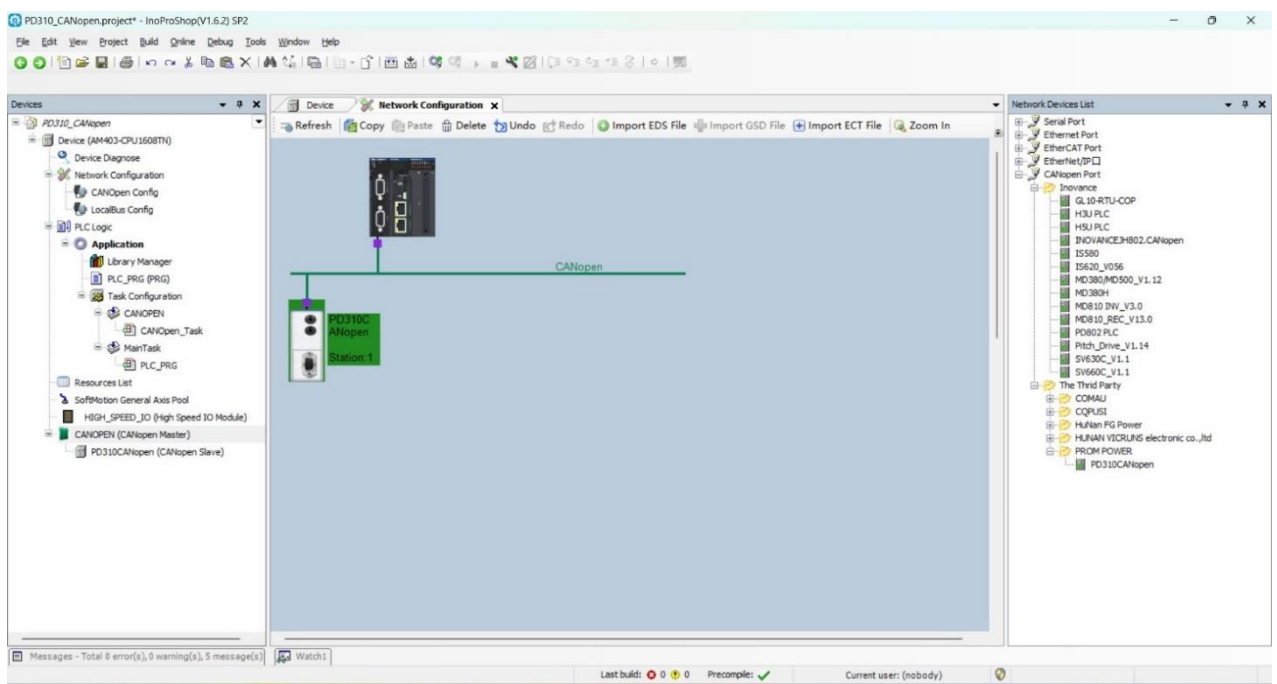 PD310_CANopen.project* - InoProShop(V1.6.2) SP2
File Edit View Project Build Online Debug Tools Window Help
Devices
PD310_CANopen
Device (AM403-CPU1608TN)
Device Diagnose
Network Configuration
CANOpen Config
LocalBus Config
PLC Logic
Application
Library Manager
PLC_PRG (PRG)
Task Configuration
CANOPEN
CANOpen_Task
MainTask
PLC_PRG
Resources List
SoftMotion General Axis Pool
HIGH_SPEED_IO (High Speed IO Module)
CANOPEN (CANopen Master)
PD310CANopen (CANopen Slave)
Device Network Configuration
Refresh Copy Paste Delete Undo Redo Import EDS File Import GSD File Import ECT File Zoom In
CANopen
PD310C
ANopen
Station:1
Network Devices List
Serial Port
Ethernet Port
EtherCAT Port
EtherNet/IP口
CANopen Port
Inovance
GL10-RTU-COP
H3U PLC
H5U PLC
INOVANCE.JH802.CANopen
IS580
IS620_V056
MD380/MD500_V1.12
MD380H
MD810 INV_V3.0
MD810_REC_V13.0
PD802 PLC
Pitch_Drive_V1.14
SV630C_V1.1
SV660C_V1.1
The Thrid Party
COMAU
CQPUSI
HuNan FG Power
HUNAN VICRUNS electronic co.,ltd
PROM POWER
PD310CANopen
Messages - Total 0 error(s), 0 warning(s), 5 message(s)
Watch1
Last build: 0 0 Precompile: Current user: (nobody)